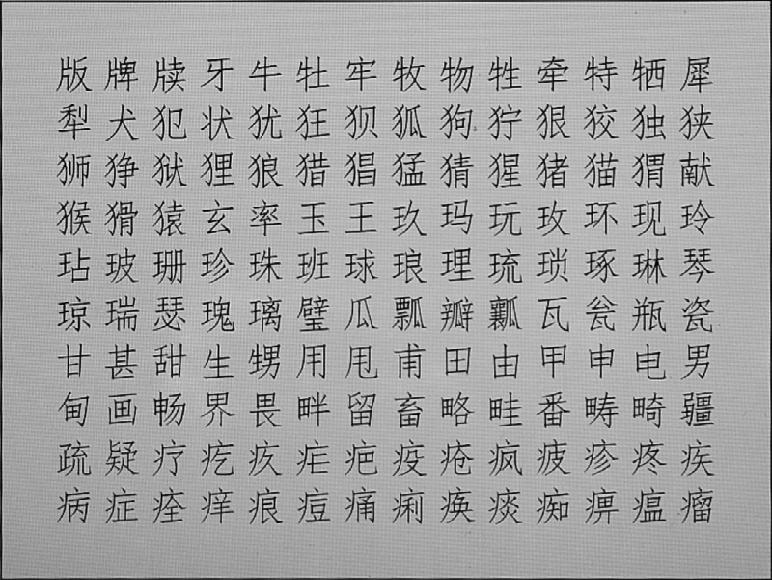 版牌牍牙牛牡牢牧物牲牵特牺犀
犁犬犯状犹狂狈狐狗狞狠狡独狭
狮狰狱狸狼猎猖猛猜猩猪猫猬献
猴猾猿玄率玉王玖玛玩玫环现玲
玷玻珊珍珠班球琅理琉琐琢琳琴
琼瑞瑟瑰璃璧瓜瓢瓣瓤瓦瓮瓶瓷
甘甚甜生甥用甩甫田由甲申电男
甸画畅界畏畔留畜略畦番畴畸疆
疏疑疗疙疚疟疤疫疮疯疲疹疼疾
病症痊痒痕痘痛痢痪痰痴痹瘟瘤